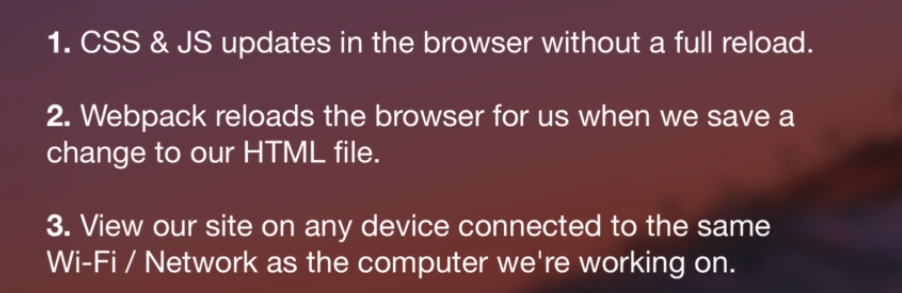 1. CSS & JS updates in the browser without a full reload.
2. Webpack reloads the browser for us when we save a
change to our HTML file.
3. View our site on any device connected to the same
Wi-Fi / Network as the computer we're working on.